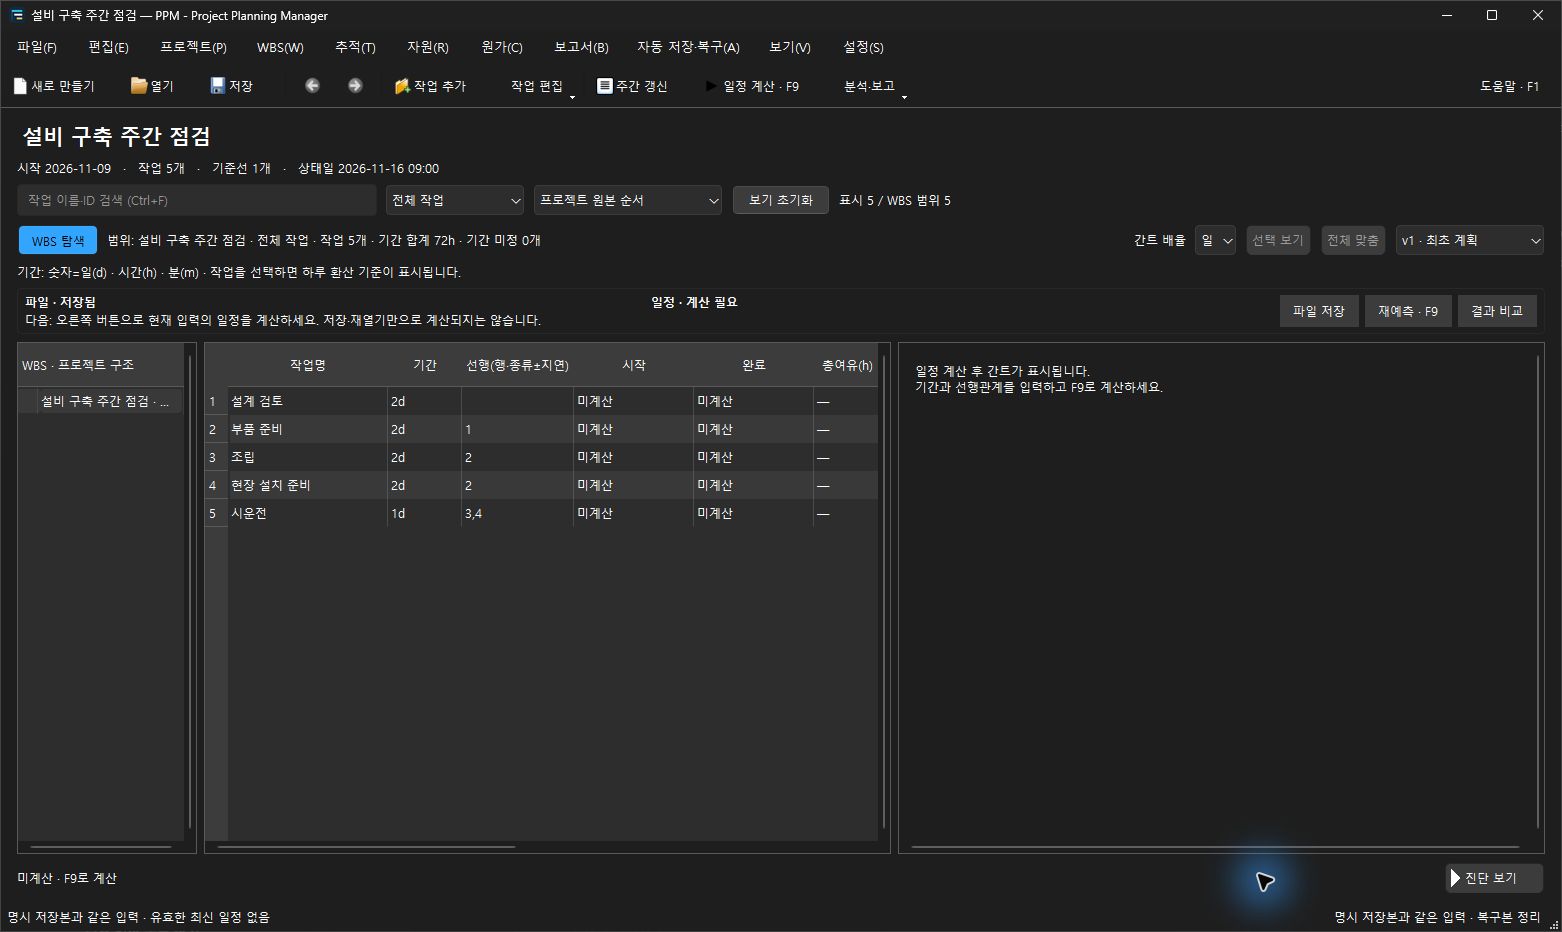 설비 구축 주간 점검 — PPM - Project Planning Manager
파일(F) 편집(E) 프로젝트(P) WBS(W) 추적(T) 자원(R) 원가(C) 보고서(B) 자동 저장·복구(A) 보기(V) 설정(S)
새로 만들기 열기 저장 작업 추가 작업 편집 주간 갱신 일정 계산 · F9 분석·보고 도움말 · F1
설비 구축 주간 점검
시작 2026-11-09 · 작업 5개 · 기준선 1개 · 상태일 2026-11-16 09:00
작업 이름·ID 검색 (Ctrl+F) 전체 작업 프로젝트 원본 순서 보기 초기화 표시 5 / WBS 범위 5
WBS 탐색 범위: 설비 구축 주간 점검 · 전체 작업 · 작업 5개 · 기간 합계 72h · 기간 미정 0개 간트 배율 일 선택 보기 전체 맞춤 v1 · 최초 계획
기간: 숫자=일(d) · 시간(h) · 분(m) · 작업을 선택하면 하루 환산 기준이 표시됩니다.
파일 · 저장됨 일정 · 계산 필요
다음: 오른쪽 버튼으로 현재 입력의 일정을 계산하세요. 저장·재열기만으로 계산되지는 않습니다.
파일 저장 재예측 · F9 결과 비교
WBS · 프로젝트 구조
설비 구축 주간 점검 · ...
작업명 기간 선행(행·종류±지연) 시작 완료 총여유(h)
1 설계 검토 2d 미계산 미계산 —
2 부품 준비 2d 1 미계산 미계산 —
3 조립 2d 2 미계산 미계산 —
4 현장 설치 준비 2d 2 미계산 미계산 —
5 시운전 1d 3,4 미계산 미계산 —
일정 계산 후 간트가 표시됩니다.
기간과 선행관계를 입력하고 F9로 계산하세요.
미계산 · F9로 계산 진단 보기
명시 저장본과 같은 입력 · 유효한 최신 일정 없음 명시 저장본과 같은 입력 · 복구본 정리